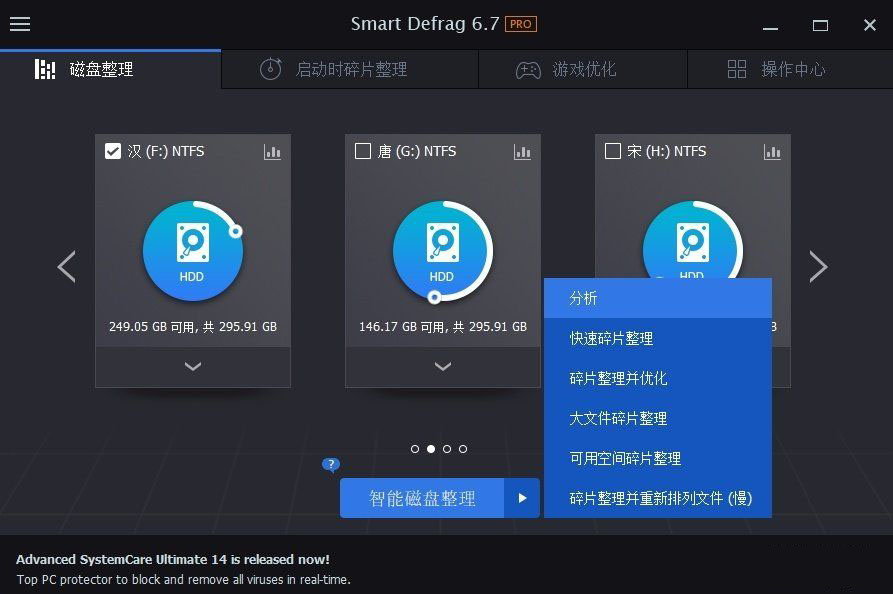 Smart Defrag 6.7 PRO
磁盘整理
启动时碎片整理
游戏优化
操作中心
汉 (F:) NTFS
唐 (G:) NTFS
宋 (H:) NTFS
HDD
HDD
HDD
249.05 GB 可用, 共 295.91 GB
146.17 GB 可用, 共 295.91 GB
分析
快速碎片整理
碎片整理并优化
大文件碎片整理
可用空间碎片整理
碎片整理并重新排列文件 (慢)
?
智能磁盘整理
Advanced SystemCare Ultimate 14 is released now!
Top PC protector to block and remove all viruses in real-time.